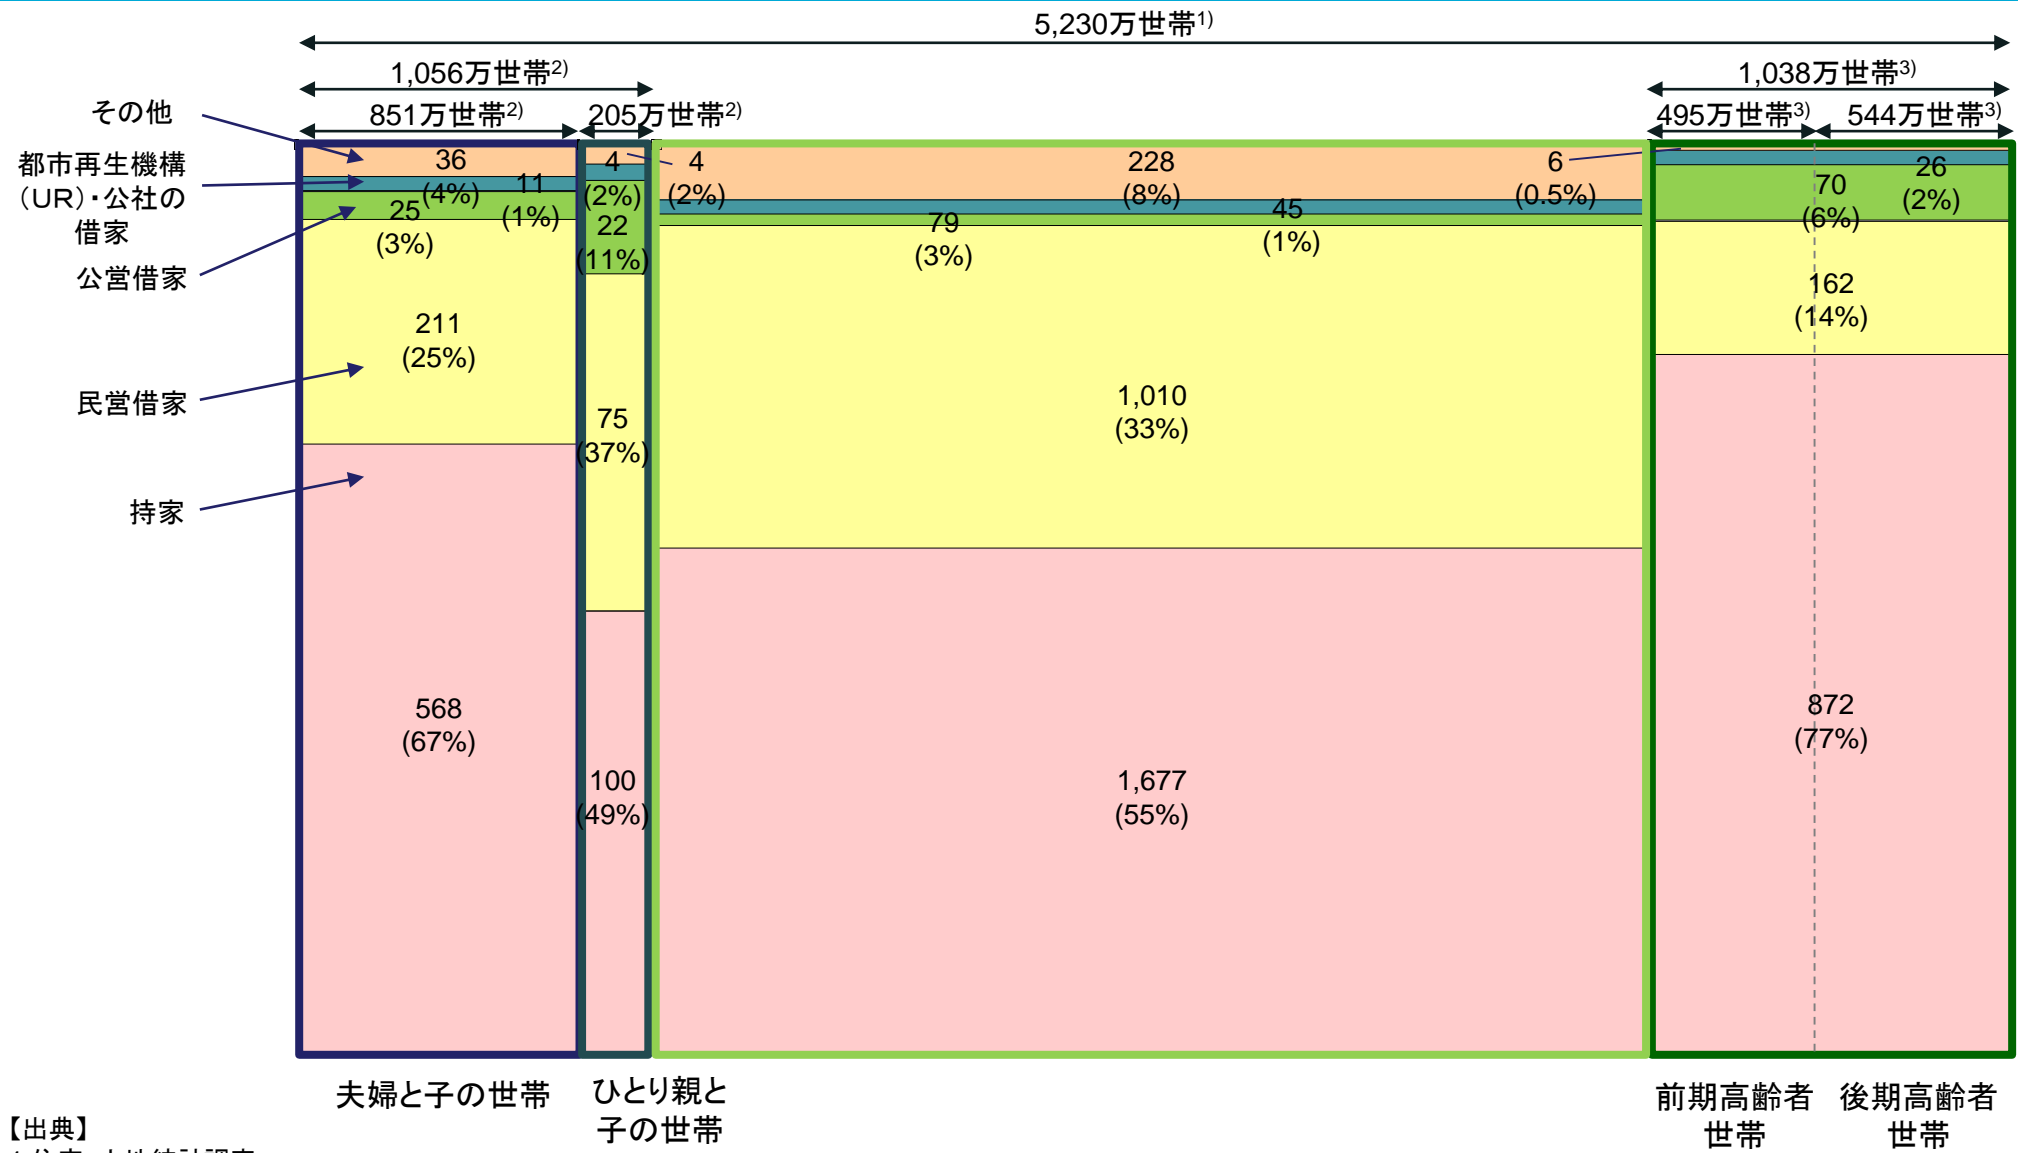 5,230万世帯1)
1,056万世帯2)
1,038万世帯3)
851万世帯2)
205万世帯2)
495万世帯3)
544万世帯3)
その他
都市再生機構
（UR）・公社の
借家
公営借家
民営借家
持家
36
(4%)
11
(1%)
25
(3%)
211
(25%)
568
(67%)
4
(2%)
22
(11%)
75
(37%)
100
(49%)
4
(2%)
228
(8%)
79
(3%)
45
(1%)
1,010
(33%)
1,677
(55%)
6
(0.5%)
26
(2%)
70
(6%)
162
(14%)
872
(77%)
夫婦と子の世帯
ひとり親と
子の世帯
前期高齢者
世帯
後期高齢者
世帯
【出典】